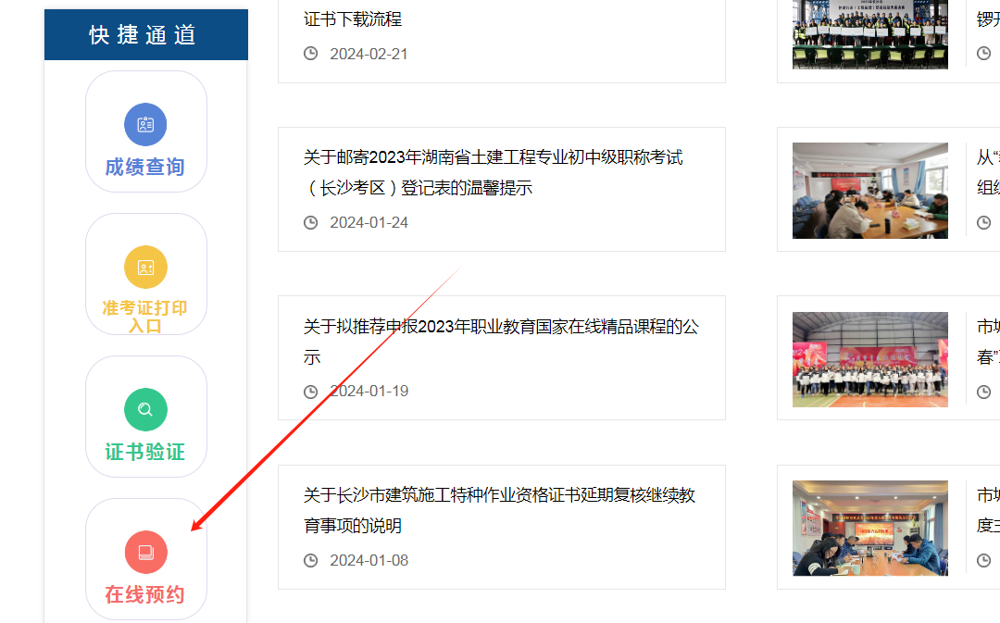 快捷通道
成绩查询
准考证打印
入口
证书验证
在线预约
证书下载流程
2024-02-21
关于邮寄2023年湖南省土建工程专业初中级职称考试
（长沙考区）登记表的温馨提示
2024-01-24
关于拟推荐申报2023年职业教育国家在线精品课程的公
示
2024-01-19
关于长沙市建筑施工特种作业资格证书延期复核继续教
育事项的说明
2024-01-08
锣开
从“
组织
市城
春”
市城
度主